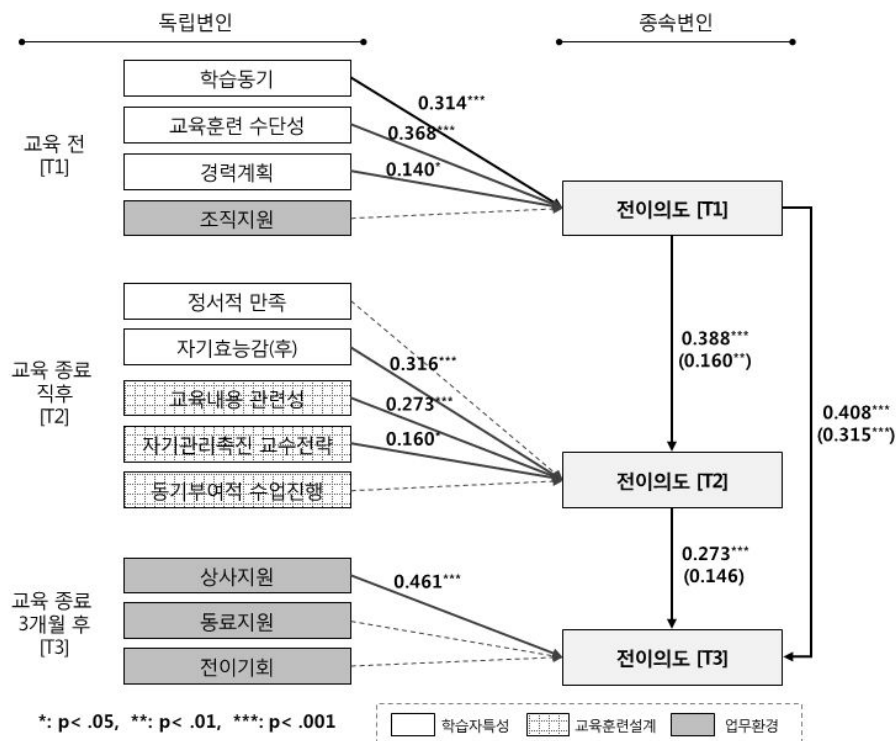 독립변인
종속변인
교육 전
[T1]
학습동기
0.314***
교육훈련 수단성
0.368***
경력계획
0.140*
조직지원
전이의도 [T1]
교육 종료
직후
[T2]
정서적 만족
자기효능감(후)
0.316***
교육내용 관련성
0.273***
자기관리촉진 교수전략
0.160*
동기부여적 수업진행
전이의도 [T2]
0.388***
(0.160**)
0.408***
(0.315***)
0.273***
(0.146)
교육 종료
3개월 후
[T3]
상사지원
0.461***
동료지원
전이기회
전이의도 [T3]
*: p< .05, **: p< .01, ***: p< .001
학습자특성
교육훈련설계
업무환경